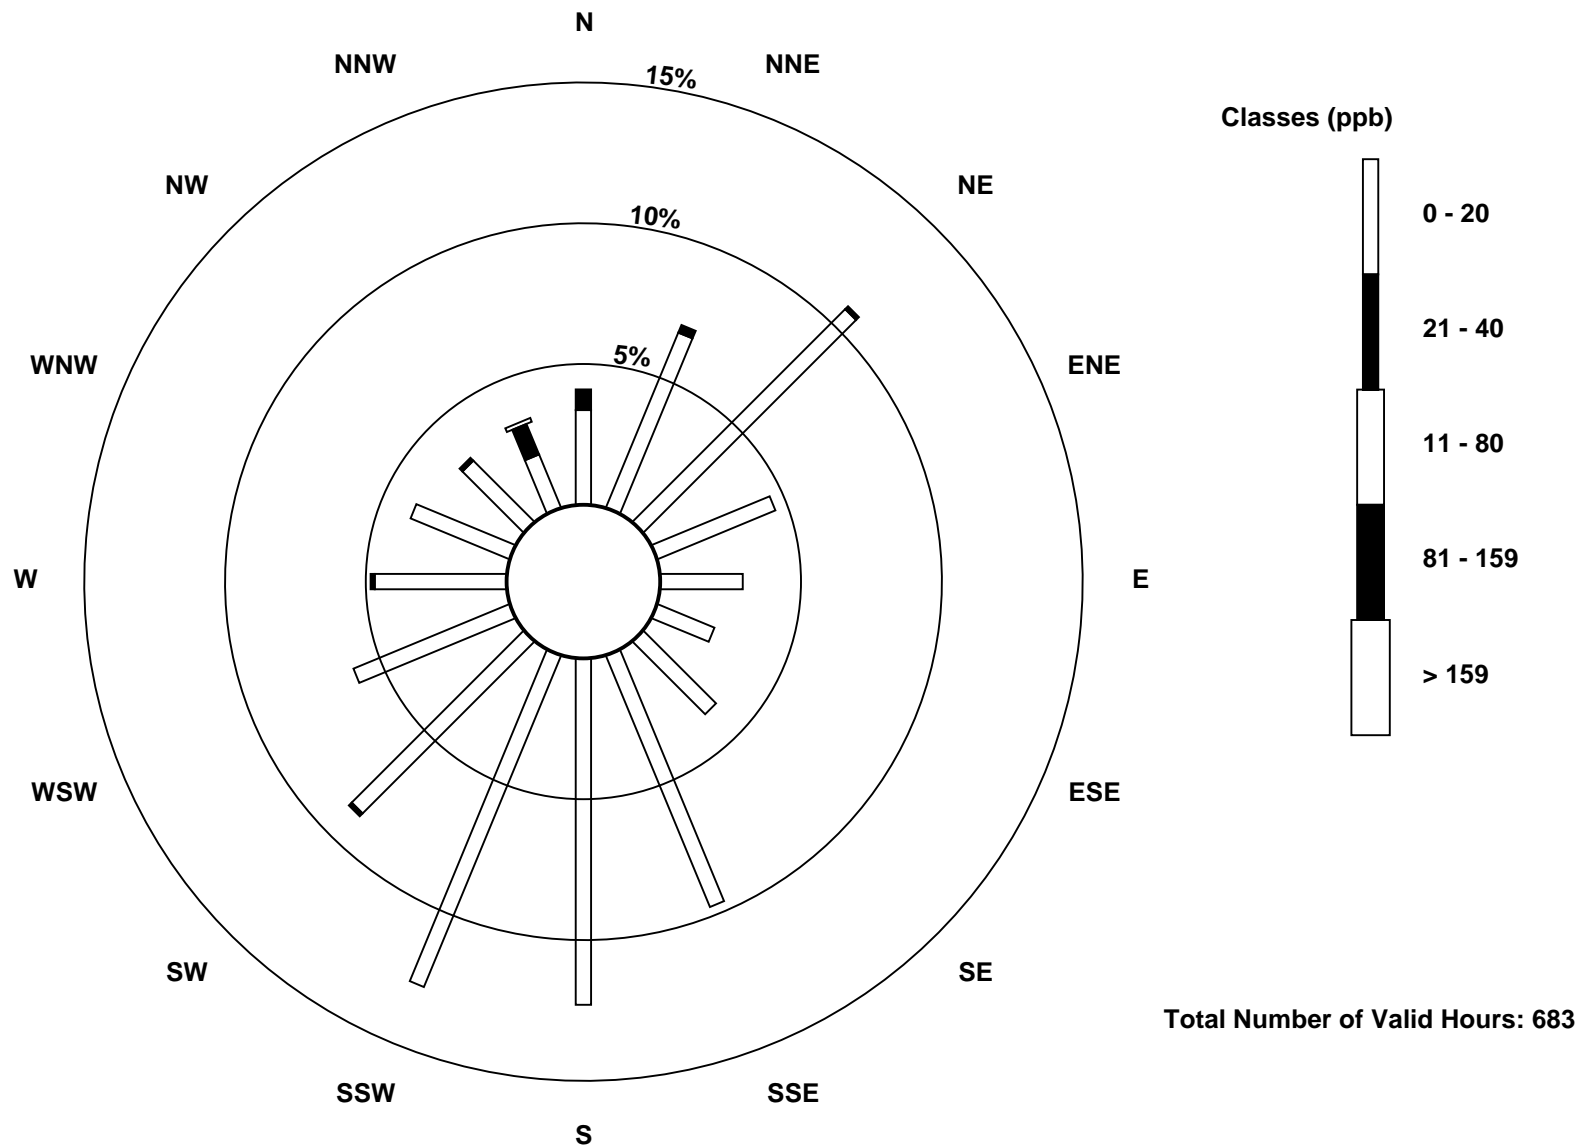 N
NNW
NNE
15%
Classes (ppb)
NW
NE
0 - 20
10%
21 - 40
5%
WNW
ENE
11 - 80
81 - 159
W
E
> 159
WSW
ESE
SW
SE
Total Number of Valid Hours: 683
SSW
SSE
S